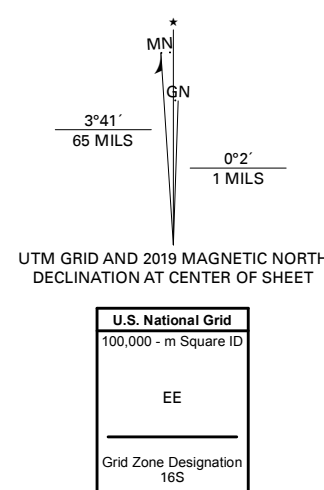 MN
GN
3°41´
65 MILS
0°2´
1 MILS
UTM GRID AND 2019 MAGNETIC NORTH
DECLINATION AT CENTER OF SHEET
U.S. National Grid
100,000 - m Square ID
EE
Grid Zone Designation
16S